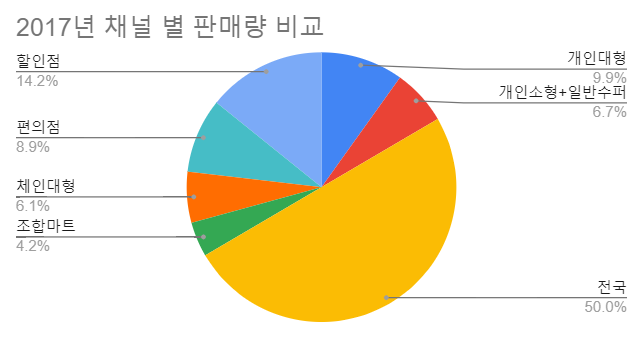 2017년 채널 별 판매량 비교
할인점
14.2%
편의점
8.9%
체인대형
6.1%
조합마트
4.2%
개인대형
9.9%
개인소형+일반수퍼
6.7%
전국
50.0%